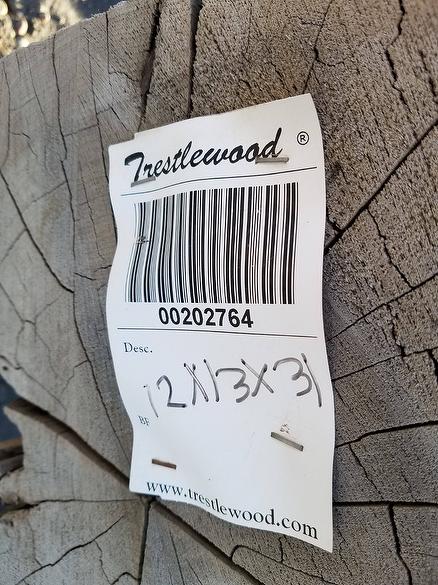 Trestlewood ®
00202764
Desc.
12X13X31
BF
www.trestlewood.com